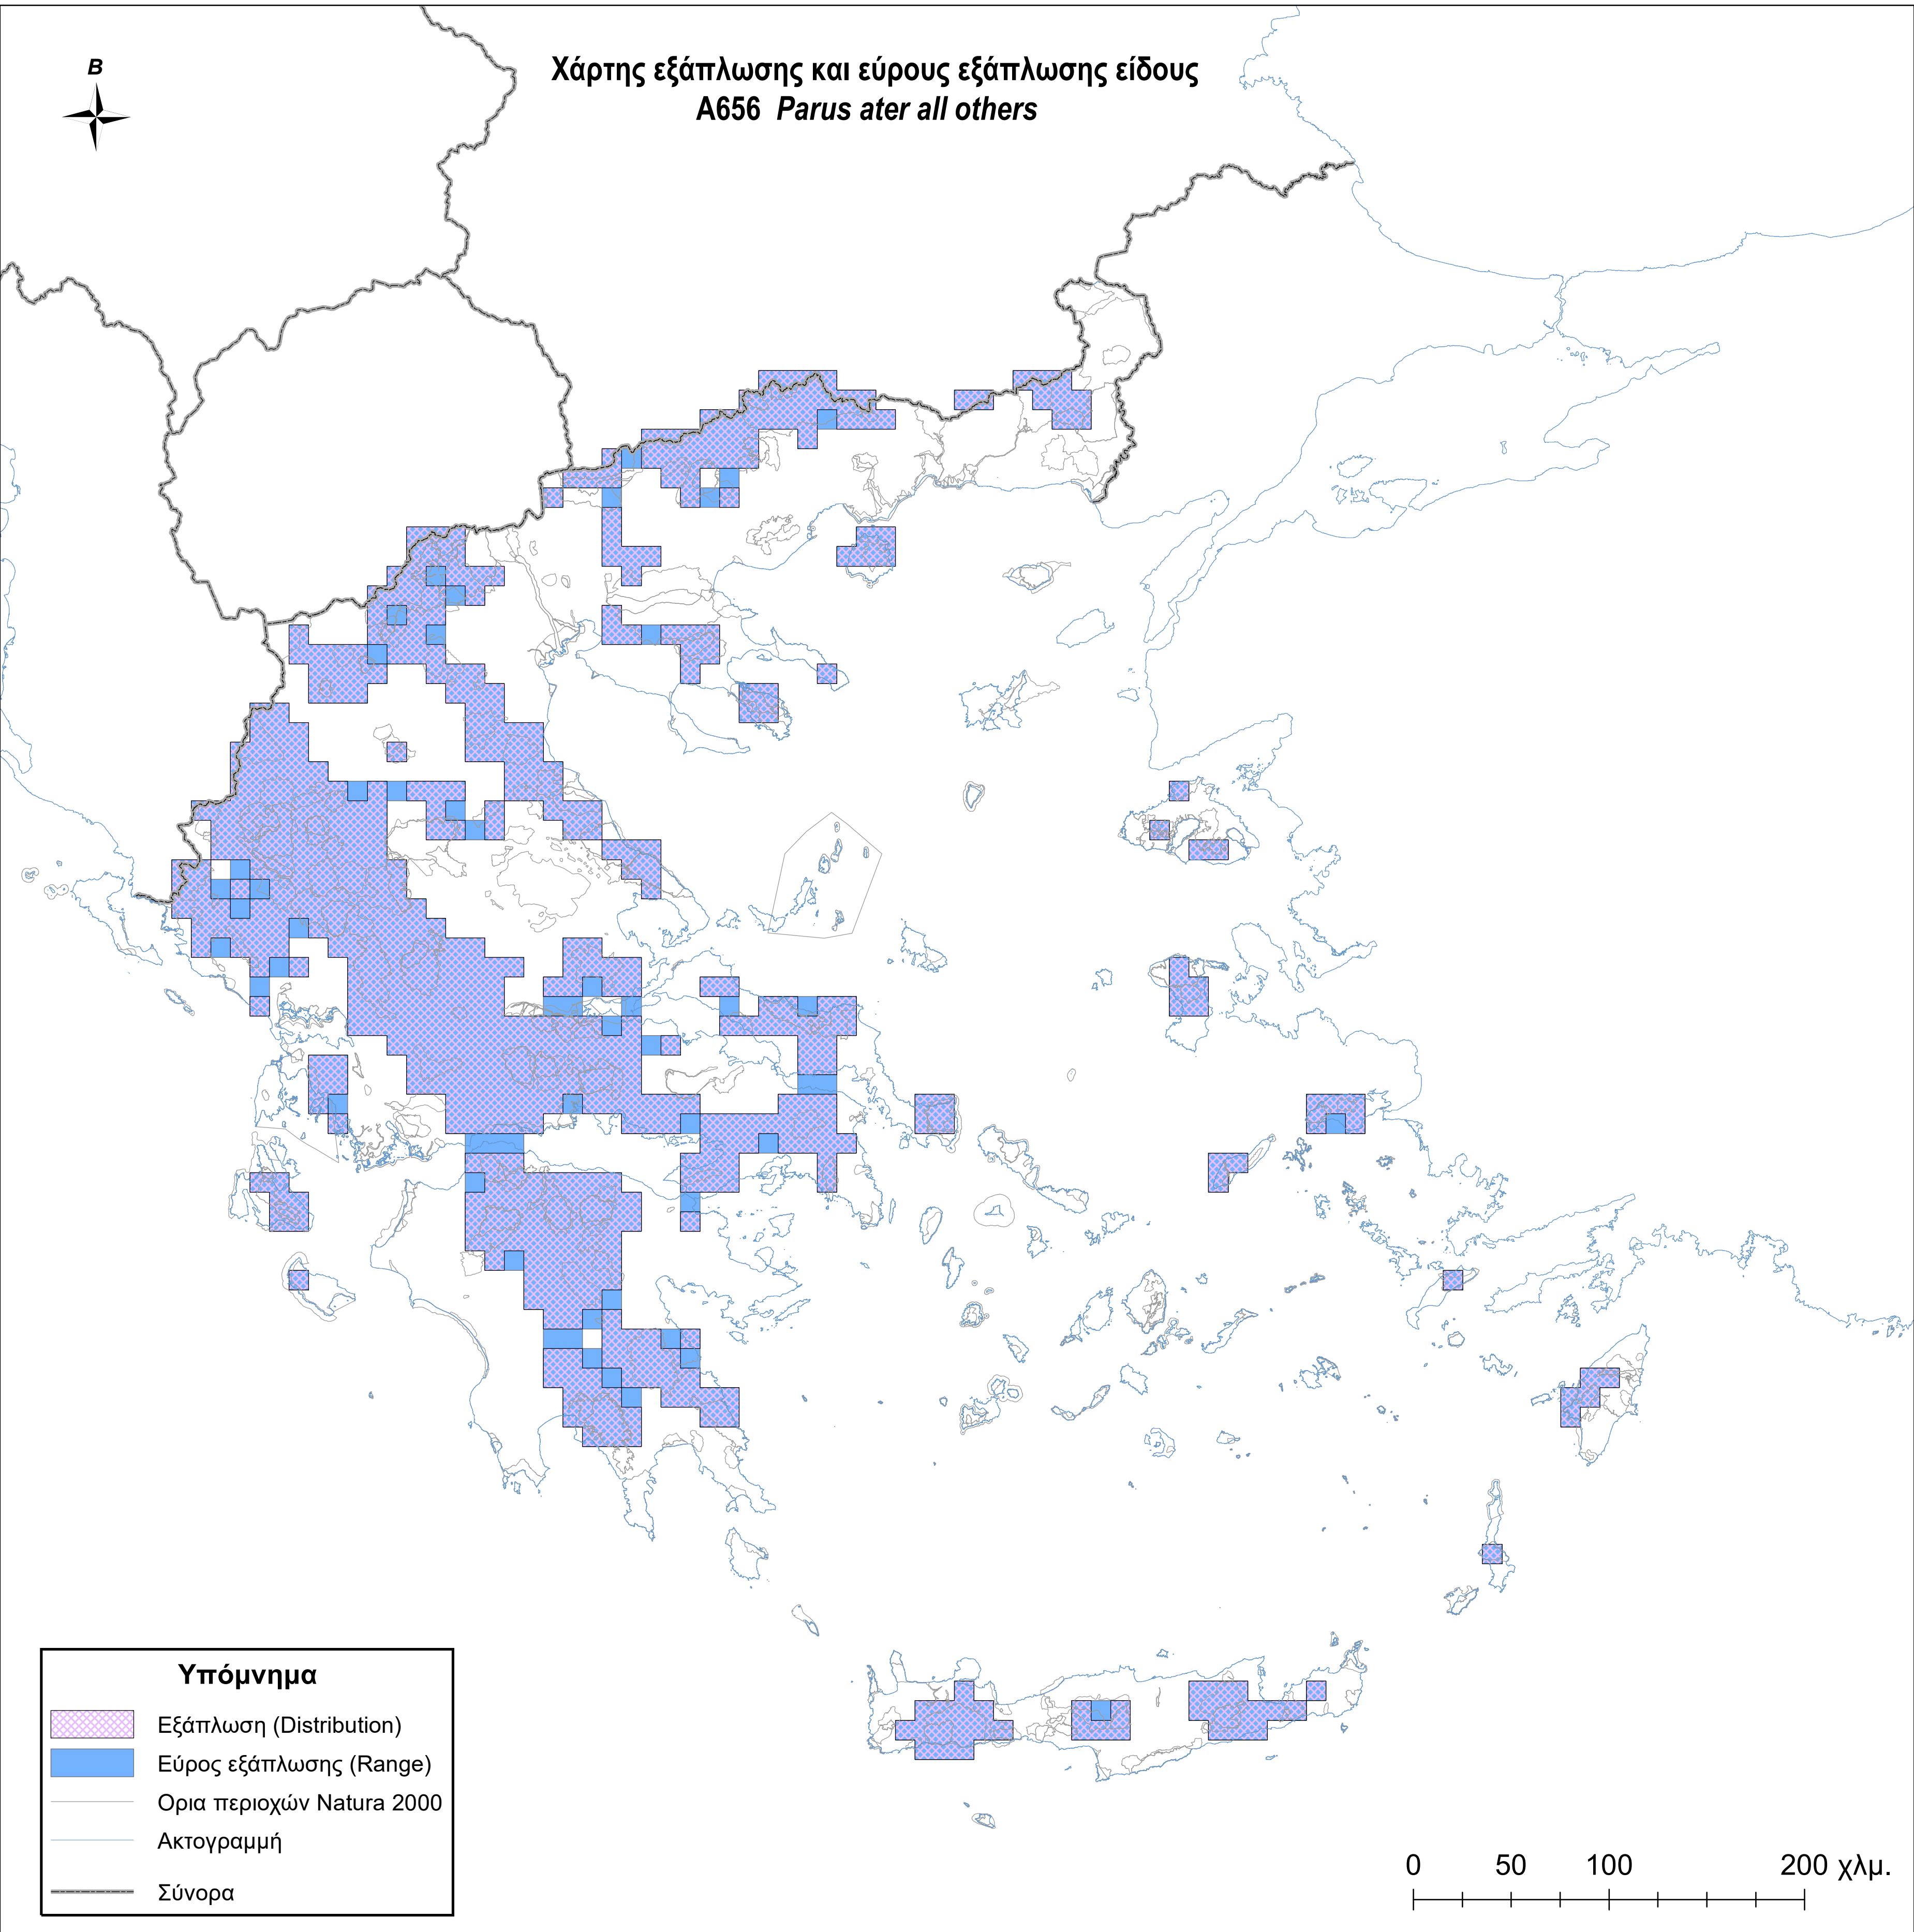 Χάρτης εξάπλωσης και εύρους εξάπλωσης είδους
A656 Parus ater all others
B
Υπόμνημα
Εξάπλωση (Distribution)
Εύρος εξάπλωσης (Range)
Ορια περιοχών Natura 2000
Ακτογραμμή
Σύνορα
0 50 100 200 χλμ.